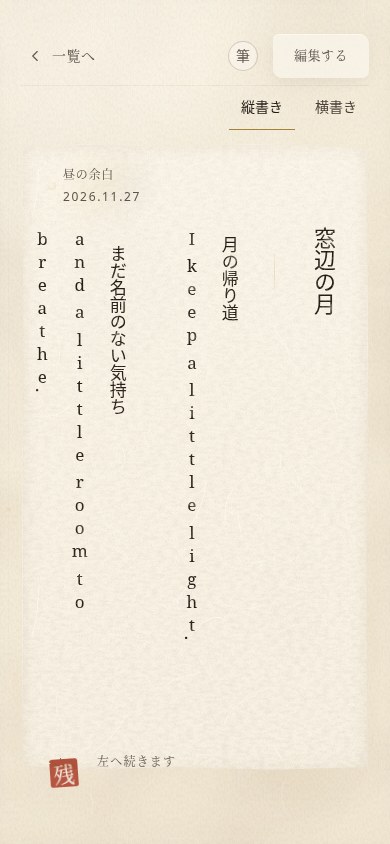 一覧へ
筆
編集する
縦書き
横書き
昼の余白
2026.11.27
窓辺の月
月の帰り道
I keep a little light.
まだ名前のない気持ち
and a little room to
breathe.
残
左へ続きます